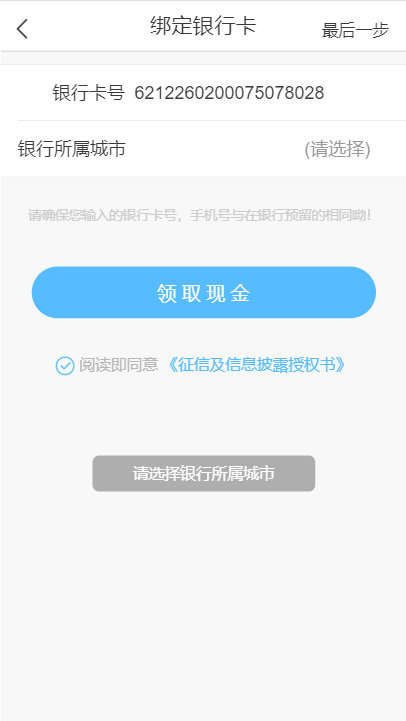 绑定银行卡 最后一步
银行卡号 6212260200075078028
银行所属城市 (请选择)
请确保您输入的银行卡号，手机号与在银行预留的相同呦！
领取现金
阅读即同意《征信及信息披露授权书》
请选择银行所属城市